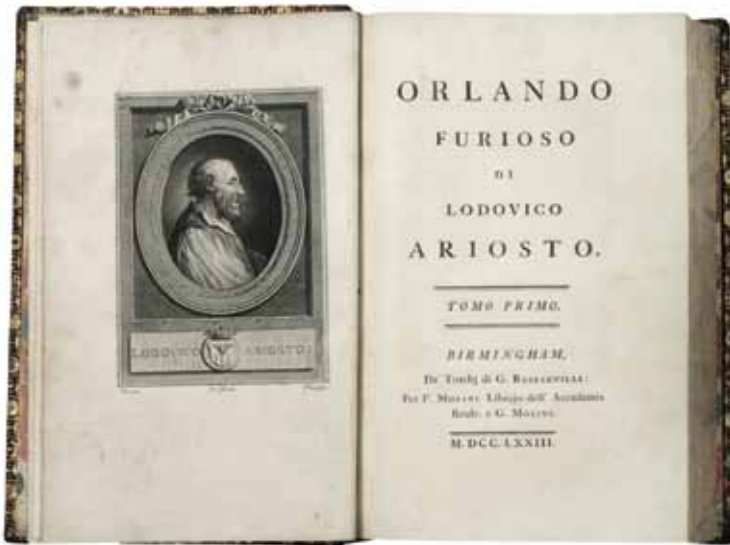 LODOVICO ARIOSTO
ORLANDO
FURIOSO
DI
LODOVICO
ARIOSTO.
TOMO PRIMO.
BIRMINGHAM,
Da' Torchj di G. BASKERVILLE:
Per P. MOLINI Librajo dell' Accademia
Reale, e G. MOLINI.
M. DCC. LXXIII.